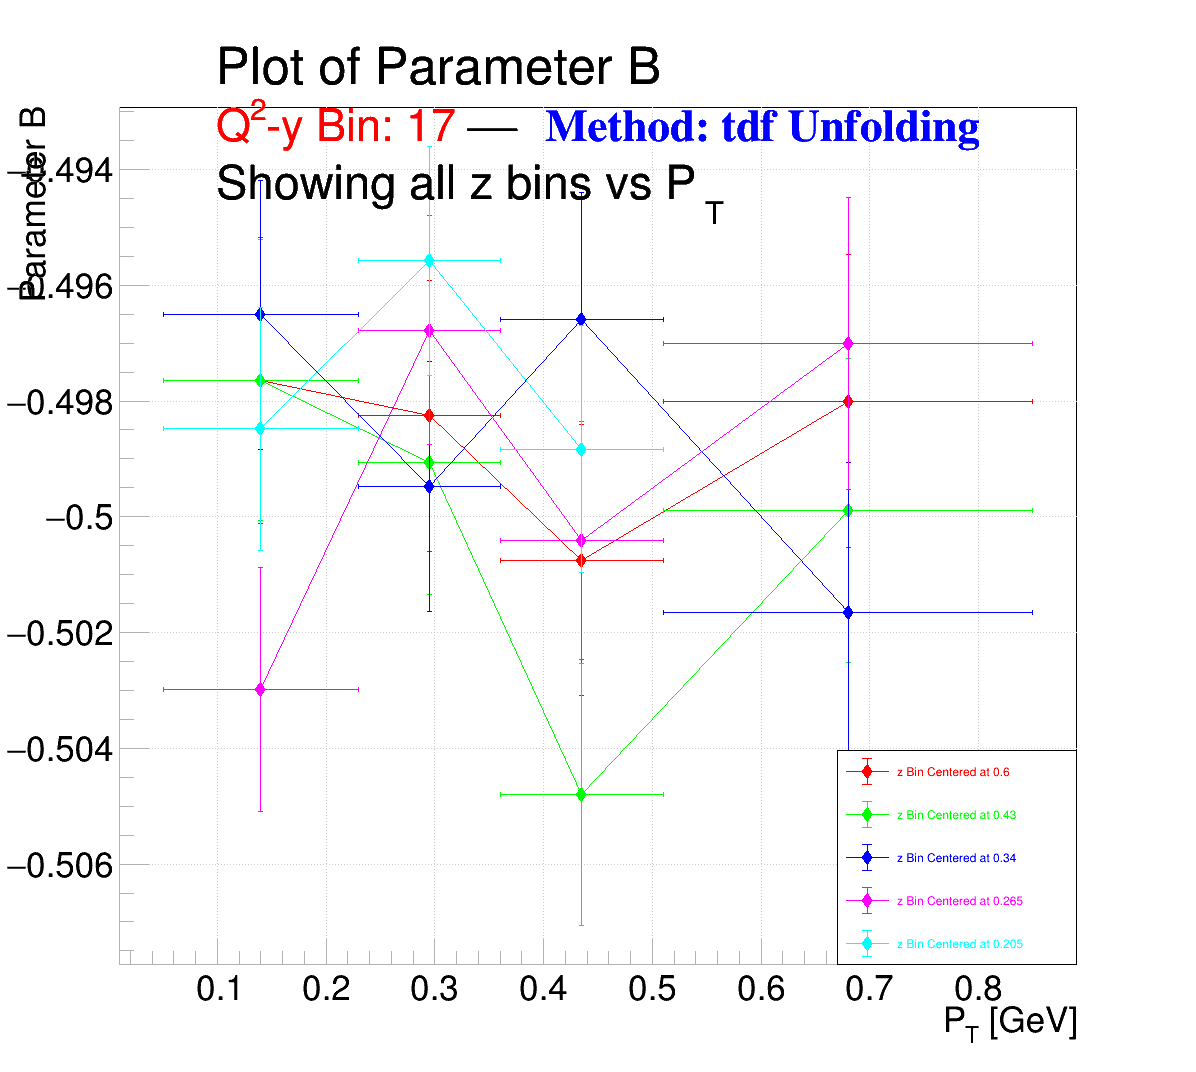 Plot of Parameter B
Q²-y Bin: 17 — Method: tdf Unfolding
Showing all z bins vs P_T
Parameter B
−0.494
−0.496
−0.498
−0.5
−0.502
−0.504
−0.506
z Bin Centered at 0.6
z Bin Centered at 0.43
z Bin Centered at 0.34
z Bin Centered at 0.265
z Bin Centered at 0.205
0.1 0.2 0.3 0.4 0.5 0.6 0.7 0.8
P_T [GeV]